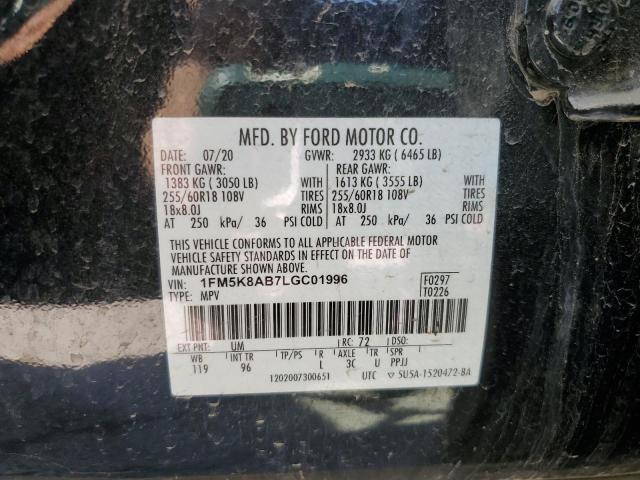 MFD. BY FORD MOTOR CO.
DATE: 07/20 GVWR: 2933 KG ( 6465 LB)
FRONT GAWR: REAR GAWR:
1383 KG ( 3050 LB) WITH 1613 KG ( 3555 LB) WITH
255/60R18 108V TIRES 255/60R18 108V TIRES
18x8.0J RIMS 18x8.0J RIMS
AT 250 kPa/ 36 PSI COLD AT 250 kPa/ 36 PSI COLD
THIS VEHICLE CONFORMS TO ALL APPLICABLE FEDERAL MOTOR
VEHICLE SAFETY STANDARDS IN EFFECT ON THE DATE OF
MANUFACTURE SHOWN ABOVE.
VIN: 1FM5K8AB7LGC01996 F0297
TYPE: MPV T0226
EXT PNT: UM RC: 72 DSO:
WB INT TR TP/PS R AXLE TR SPR
119 96 L 3C U PPJJ
1202007300651 UTC 5U5A-1520472-BA